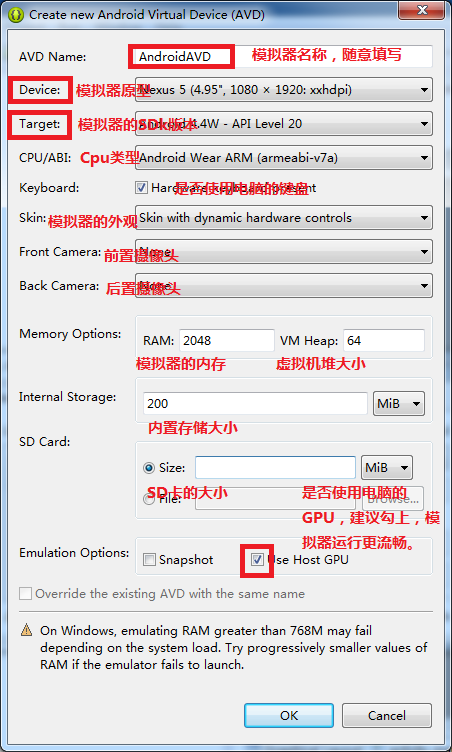 Create new Android Virtual Device (AVD)
AVD Name: AndroidAVD 模拟器名称，随意填写
Device: 模拟器原型 Nexus 5 (4.95", 1080 × 1920: xxhdpi)
Target: 模拟器的SDk版本 4.4W - API Level 20
CPU/ABI: Cpu类型 Android Wear ARM (armeabi-v7a)
Keyboard: 是否使用电脑的键盘
Skin: 模拟器的外观 Skin with dynamic hardware controls
Front Camera: 前置摄像头 None
Back Camera: 后置摄像头 None
Memory Options: RAM: 2048 VM Heap: 64
模拟器的内存 虚拟机堆大小
Internal Storage: 200 MiB
内置存储大小
SD Card:
Size: MiB
SD卡的大小 是否使用电脑的
File: Browse...
GPU，建议勾上，模
拟器运行更流畅。
Emulation Options: Snapshot Use Host GPU
Override the existing AVD with the same name
On Windows, emulating RAM greater than 768M may fail
depending on the system load. Try progressively smaller values of
RAM if the emulator fails to launch.
OK Cancel